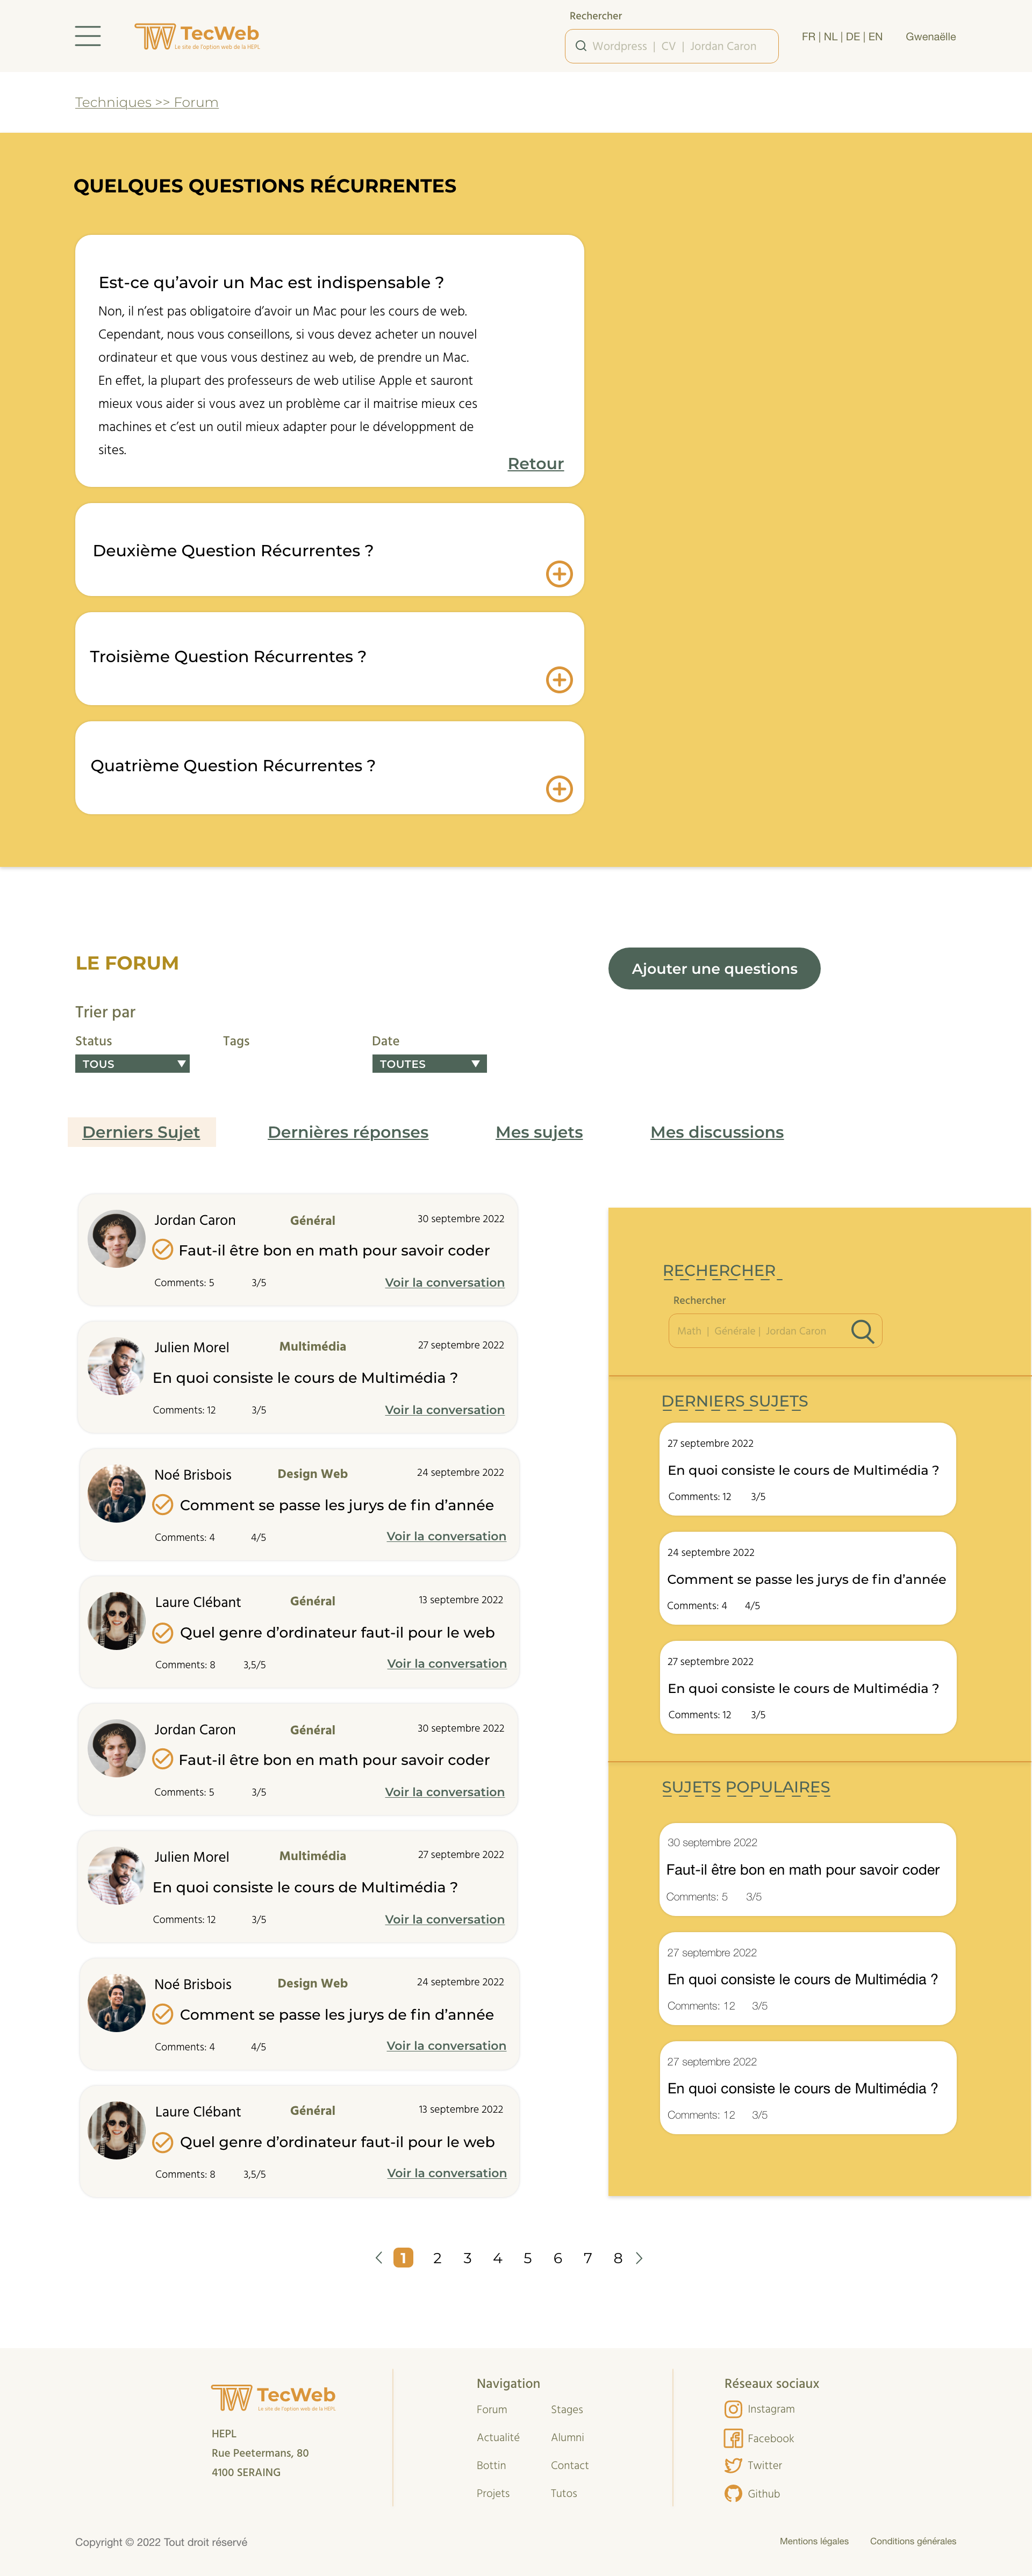 Rechercher
TecWeb
Le site de l'option web de la HEPL
Wordpress | CV | Jordan Caron
FR | NL | DE | EN
Gwenaëlle
Techniques >> Forum
QUELQUES QUESTIONS RÉCURRENTES
Est-ce qu’avoir un Mac est indispensable ?
Non, il n’est pas obligatoire d’avoir un Mac pour les cours de web.
Cependant, nous vous conseillons, si vous devez acheter un nouvel
ordinateur et que vous vous destinez au web, de prendre un Mac.
En effet, la plupart des professeurs de web utilise Apple et sauront
mieux vous aider si vous avez un problème car il maitrise mieux ces
machines et c’est un outil mieux adapter pour le développment de
sites.
Retour
Deuxième Question Récurrentes ?
Troisième Question Récurrentes ?
Quatrième Question Récurrentes ?
LE FORUM
Ajouter une questions
Trier par
Status
Tags
Date
TOUS
TOUTES
Derniers Sujet
Dernières réponses
Mes sujets
Mes discussions
Jordan Caron
Général
30 septembre 2022
Faut-il être bon en math pour savoir coder
Comments: 5
3/5
Voir la conversation
Julien Morel
Multimédia
27 septembre 2022
En quoi consiste le cours de Multimédia ?
Comments: 12
3/5
Voir la conversation
Noé Brisbois
Design Web
24 septembre 2022
Comment se passe les jurys de fin d’année
Comments: 4
4/5
Voir la conversation
Laure Clébant
Général
13 septembre 2022
Quel genre d’ordinateur faut-il pour le web
Comments: 8
3,5/5
Voir la conversation
Jordan Caron
Général
30 septembre 2022
Faut-il être bon en math pour savoir coder
Comments: 5
3/5
Voir la conversation
Julien Morel
Multimédia
27 septembre 2022
En quoi consiste le cours de Multimédia ?
Comments: 12
3/5
Voir la conversation
Noé Brisbois
Design Web
24 septembre 2022
Comment se passe les jurys de fin d’année
Comments: 4
4/5
Voir la conversation
Laure Clébant
Général
13 septembre 2022
Quel genre d’ordinateur faut-il pour le web
Comments: 8
3,5/5
Voir la conversation
RECHERCHER
Rechercher
Math | Générale | Jordan Caron
DERNIERS SUJETS
27 septembre 2022
En quoi consiste le cours de Multimédia ?
Comments: 12
3/5
24 septembre 2022
Comment se passe les jurys de fin d’année
Comments: 4
4/5
27 septembre 2022
En quoi consiste le cours de Multimédia ?
Comments: 12
3/5
SUJETS POPULAIRES
30 septembre 2022
Faut-il être bon en math pour savoir coder
Comments: 5
3/5
27 septembre 2022
En quoi consiste le cours de Multimédia ?
Comments: 12
3/5
27 septembre 2022
En quoi consiste le cours de Multimédia ?
Comments: 12
3/5
1 2 3 4 5 6 7 8
TecWeb
Le site de l'option web de la HEPL
HEPL
Rue Peetermans, 80
4100 SERAING
Navigation
Forum
Stages
Actualité
Alumni
Bottin
Contact
Projets
Tutos
Réseaux sociaux
Instagram
Facebook
Twitter
Github
Copyright © 2022 Tout droit réservé
Mentions légales
Conditions générales